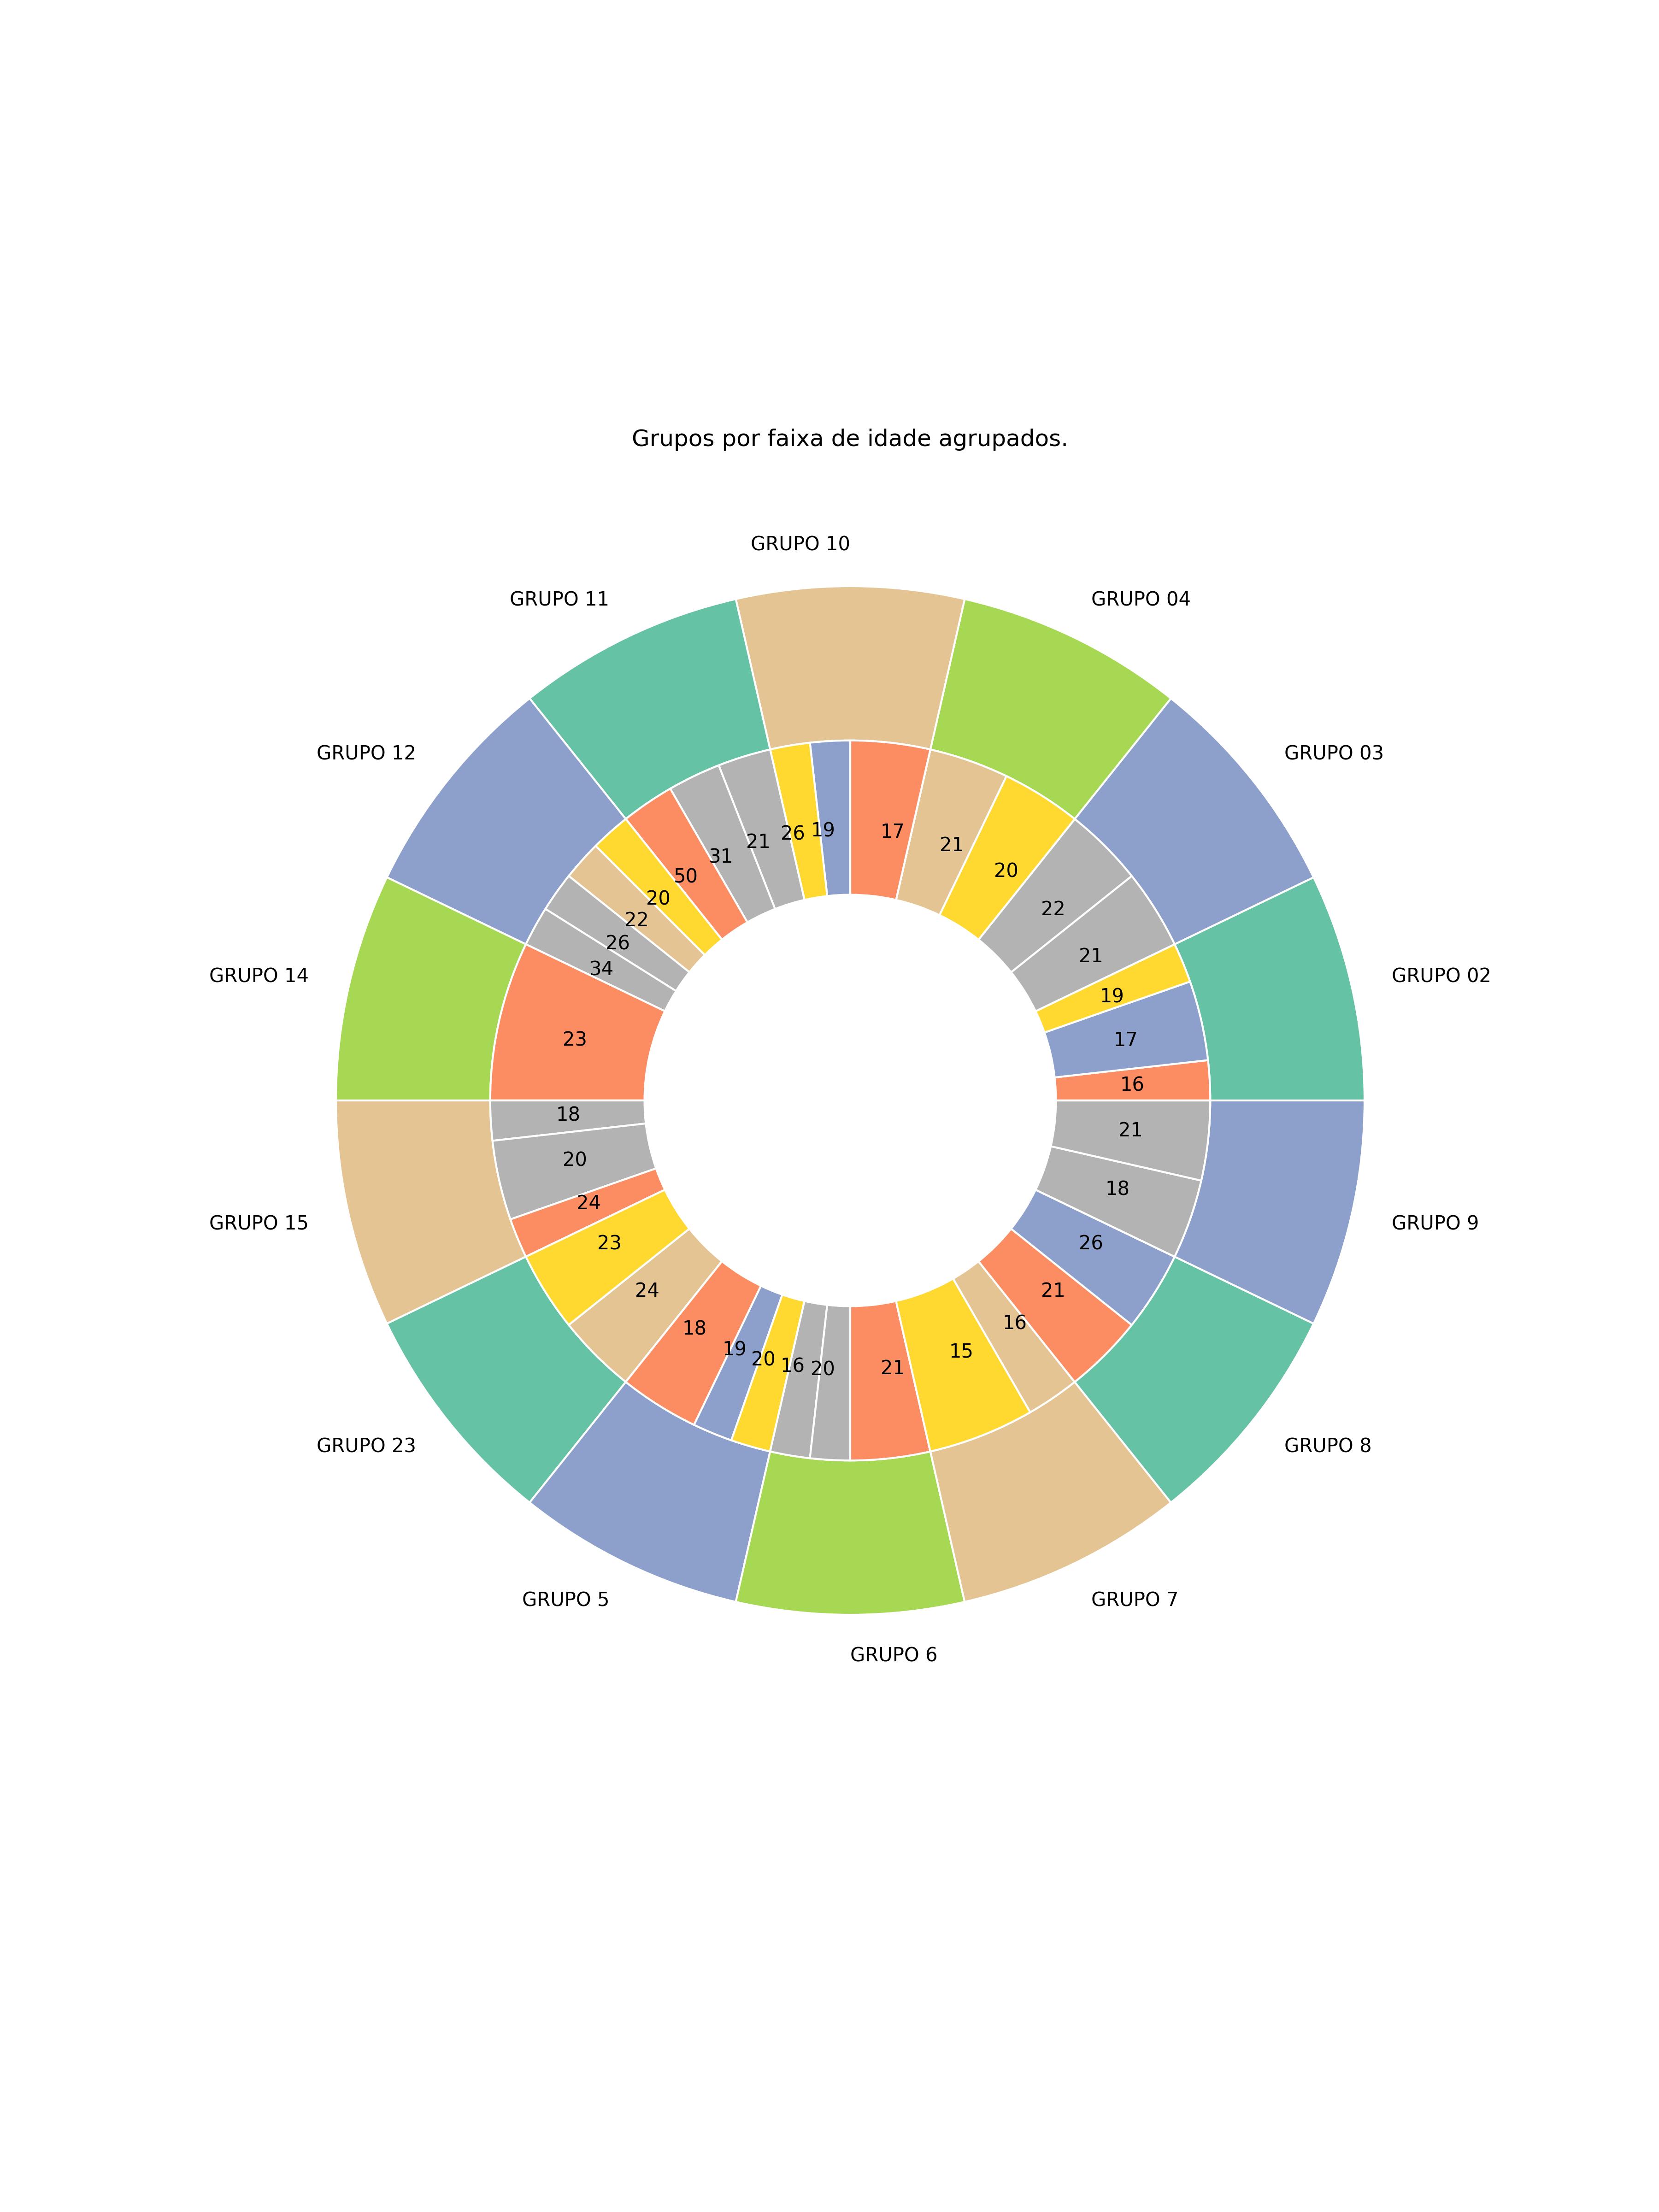 Grupos por faixa de idade agrupados.
GRUPO 10
GRUPO 11
GRUPO 04
GRUPO 12
GRUPO 03
26
19
17
21
31
21
50
20
20
22
22
26
34
21
GRUPO 14
GRUPO 02
19
23
17
16
18
21
20
18
24
GRUPO 15
GRUPO 9
23
26
24
21
18
16
19
20
16
20
21
15
GRUPO 23
GRUPO 8
GRUPO 5
GRUPO 7
GRUPO 6